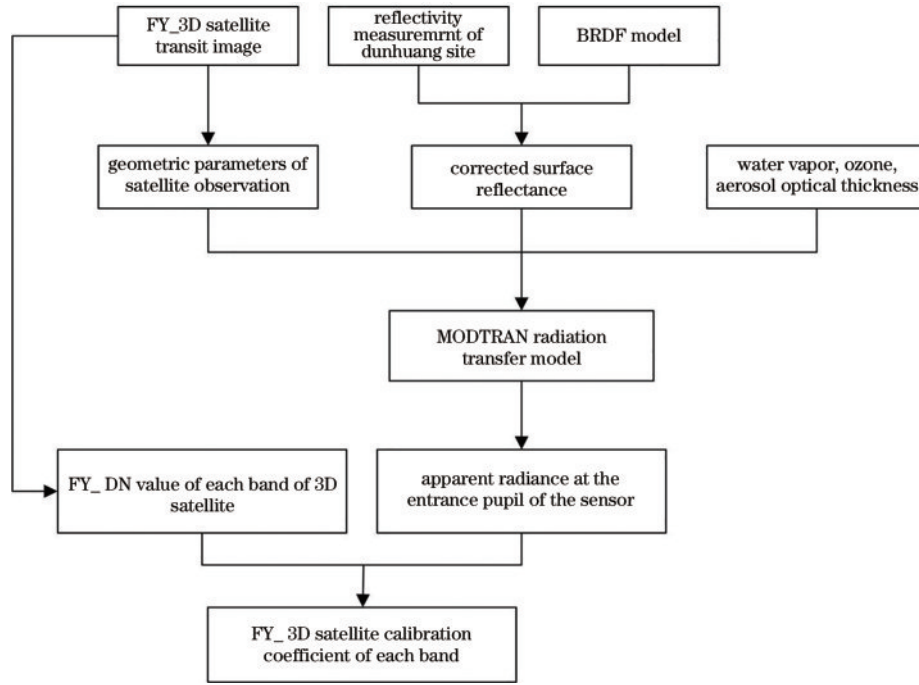 FY_3D satellite
transit image
reflectivity
measuremrnt of
dunhuang site
BRDF model
geometric parameters of
satellite observation
corrected surface
reflectance
water vapor, ozone,
aerosol optical thickness
MODTRAN radiation
transfer model
FY_ DN value of each band of 3D
satellite
apparent radiance at the
entrance pupil of the sensor
FY_ 3D satellite calibration
coefficient of each band